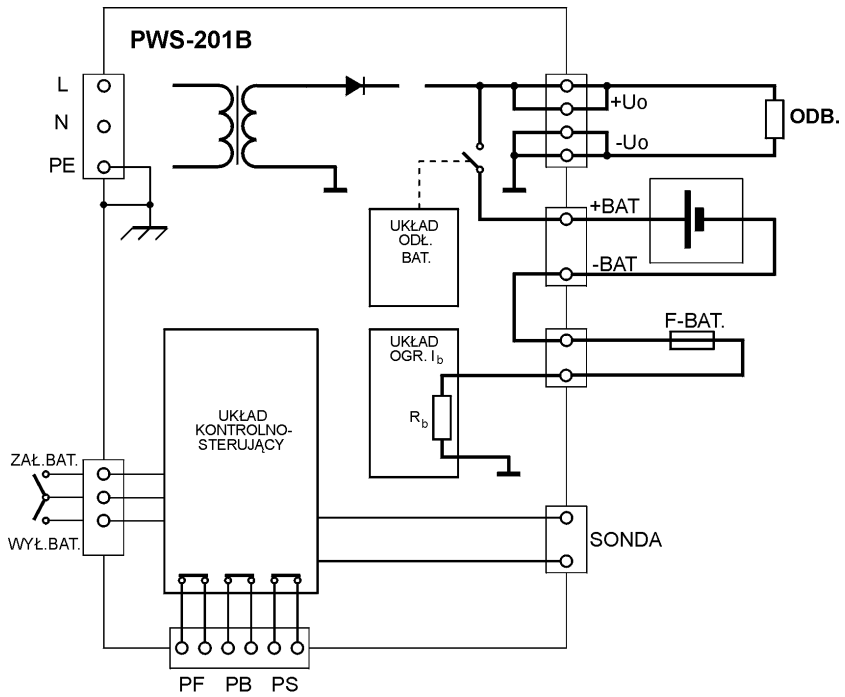 PWS-201B
L
N
PE
+Uo
-Uo
ODB.
+BAT
-BAT
UKŁAD
ODŁ.
BAT.
F-BAT.
UKŁAD
OGR. Ib
Rb
UKŁAD
KONTROLNO-
STERUJĄCY
ZAŁ.BAT.
WYŁ.BAT.
SONDA
PF PB PS